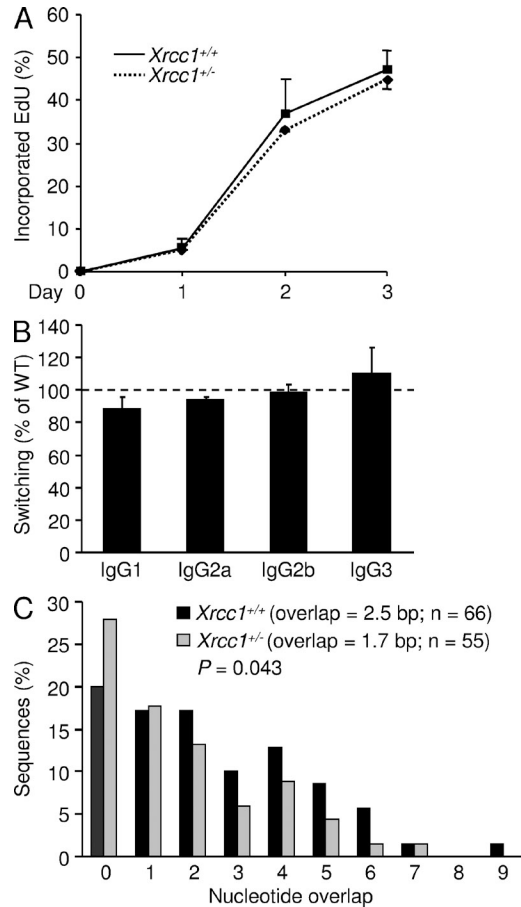 A
Incorporated EdU (%)
60
50
40
30
20
10
0
Xrcc1+/+
Xrcc1+/-
Day 0 1 2 3
B
Switching (% of WT)
140
120
100
80
60
40
20
0
IgG1 IgG2a IgG2b IgG3
C
Sequences (%)
30
25
20
15
10
5
0
Xrcc1+/+ (overlap = 2.5 bp; n = 66)
Xrcc1+/- (overlap = 1.7 bp; n = 55)
P = 0.043
0 1 2 3 4 5 6 7 8 9
Nucleotide overlap